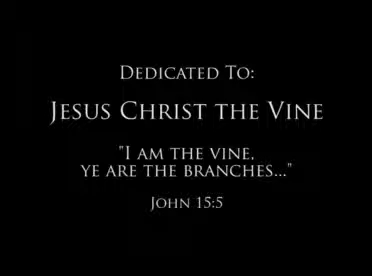 Dedicated To:
Jesus Christ the Vine
"I am the vine,
ye are the branches..."
John 15:5